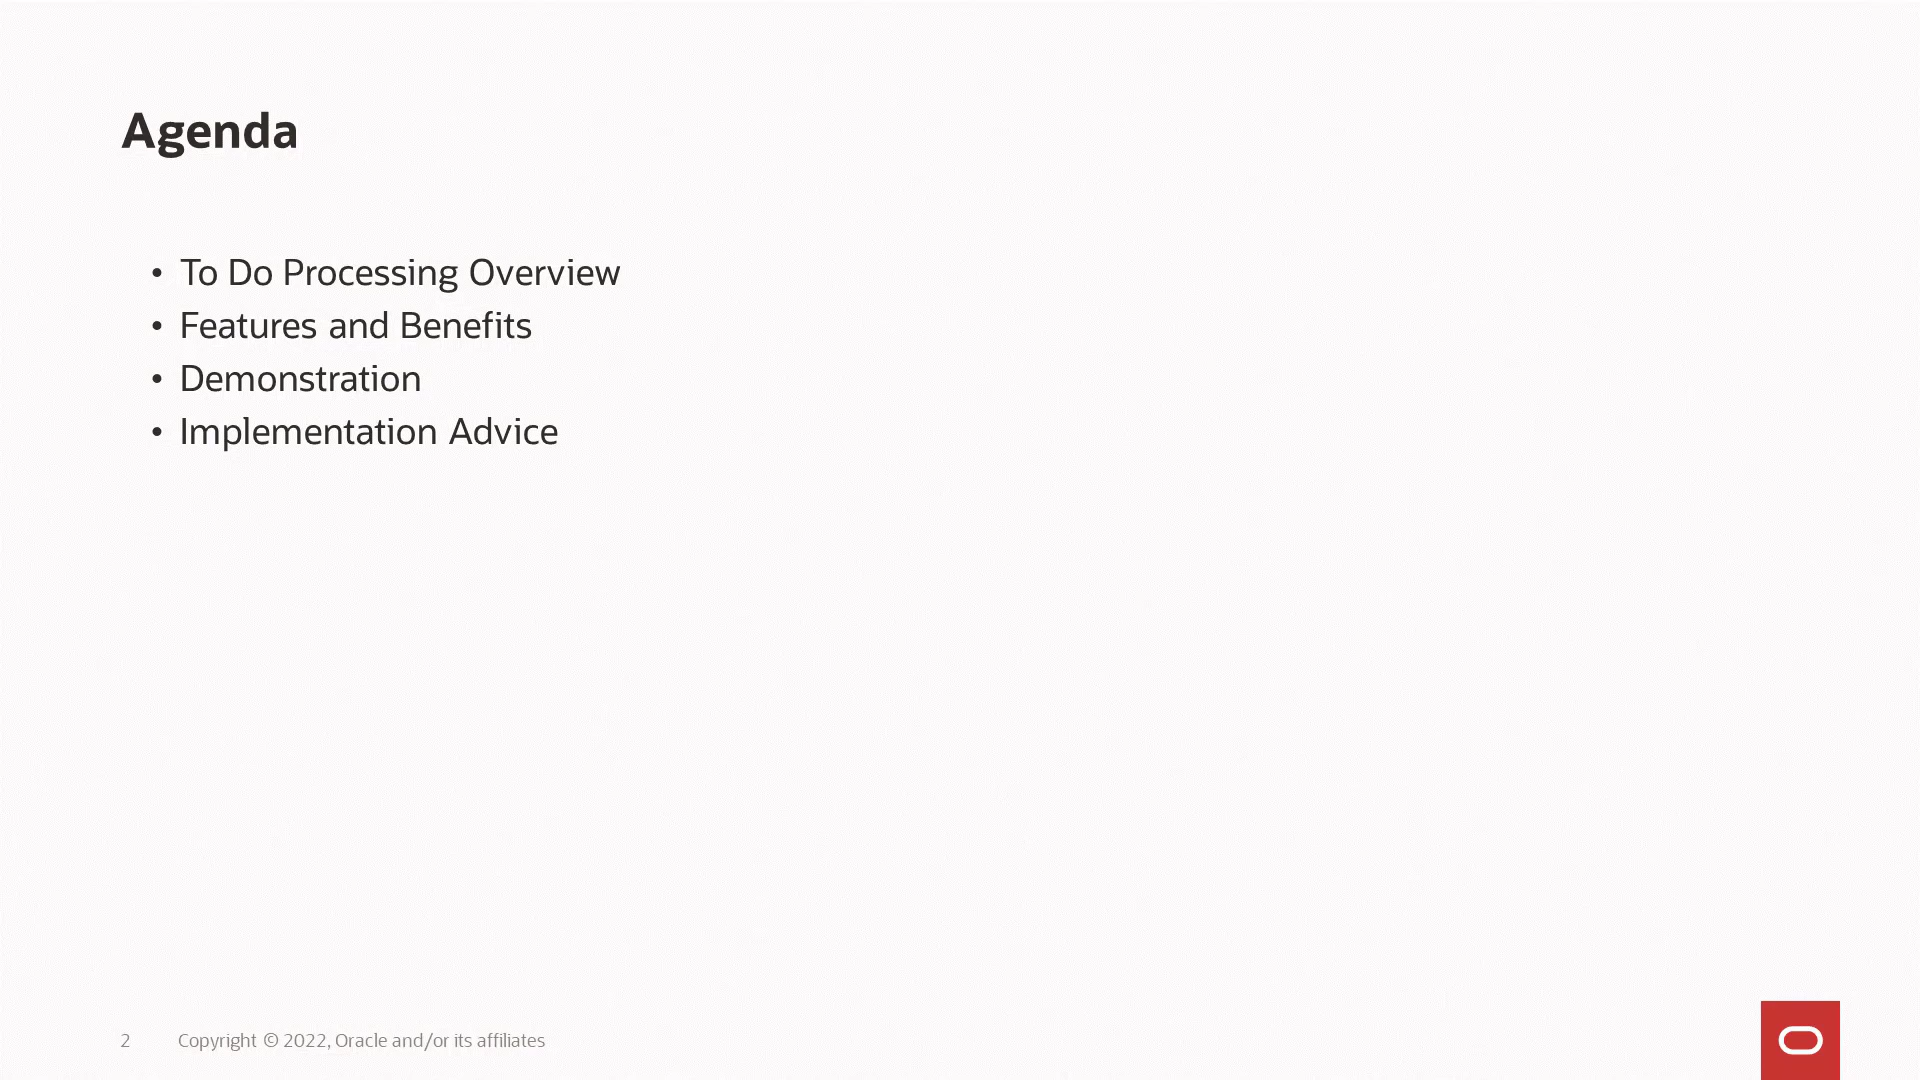 Agenda
• To Do Processing Overview
• Features and Benefits
• Demonstration
• Implementation Advice
2 Copyright © 2022, Oracle and/or its affiliates